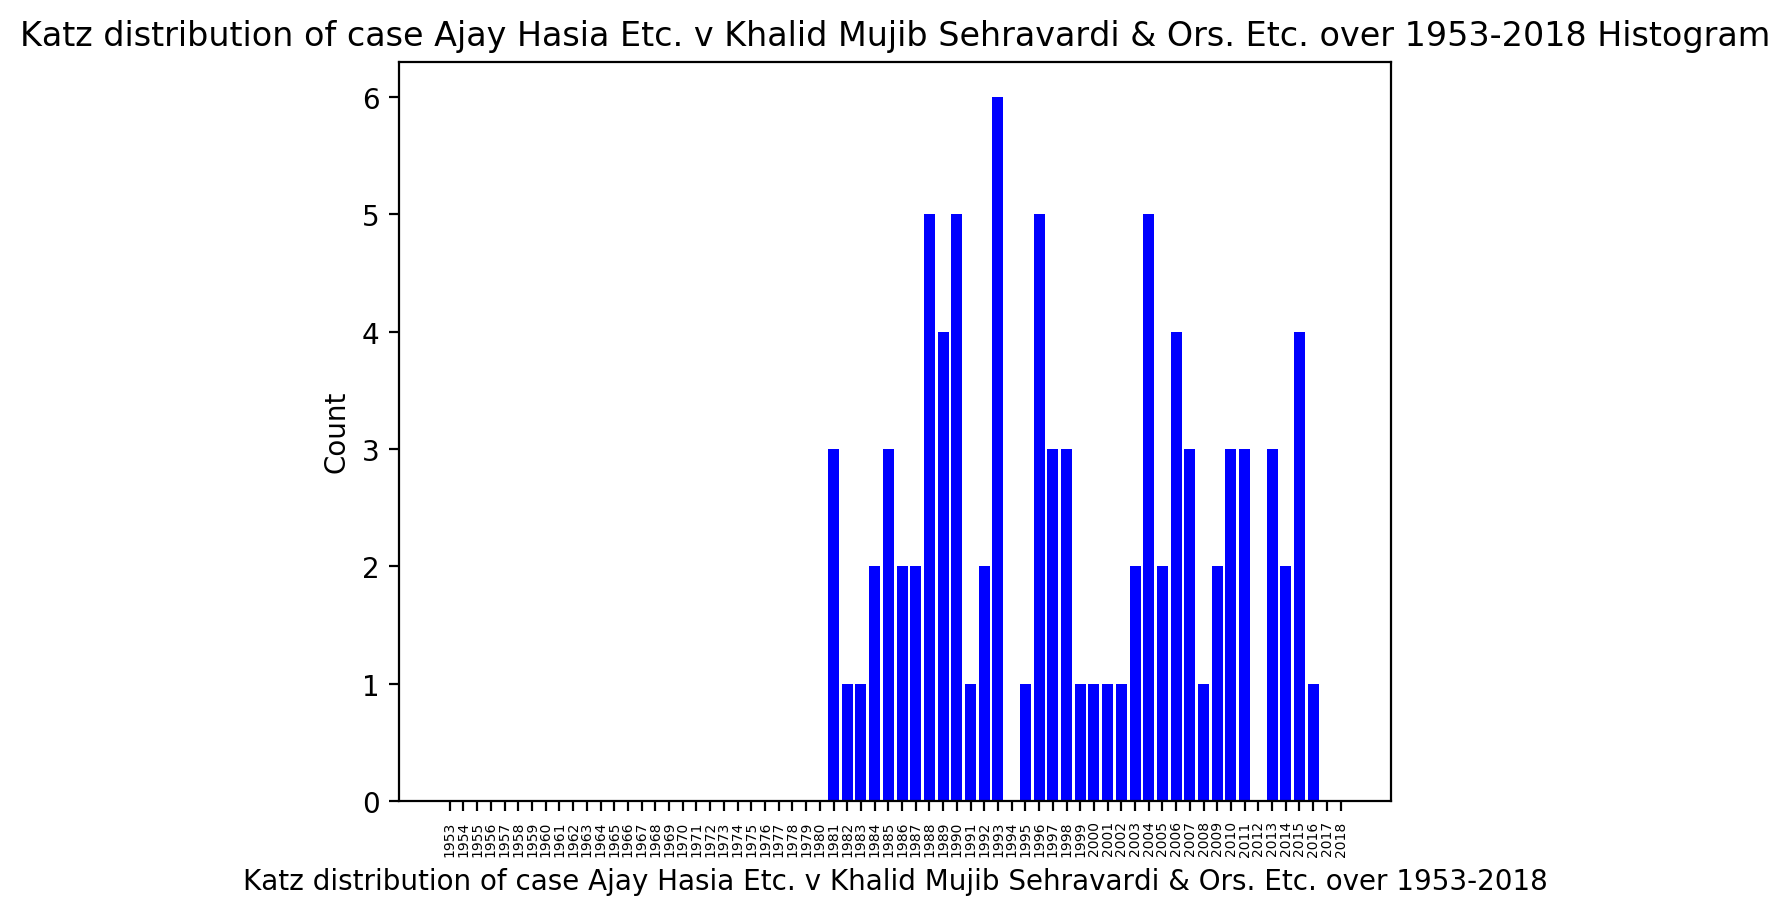 Katz distribution of case Ajay Hasia Etc. v Khalid Mujib Sehravardi & Ors. Etc. over 1953-2018 Histogram
6
5
4
3
2
1
0
Count
1953 1954 1955 1956 1957 1958 1959 1960 1961 1962 1963 1964 1965 1966 1967 1968 1969 1970 1971 1972 1973 1974 1975 1976 1977 1978 1979 1980 1981 1982 1983 1984 1985 1986 1987 1988 1989 1990 1991 1992 1993 1994 1995 1996 1997 1998 1999 2000 2001 2002 2003 2004 2005 2006 2007 2008 2009 2010 2011 2012 2013 2014 2015 2016 2017 2018
Katz distribution of case Ajay Hasia Etc. v Khalid Mujib Sehravardi & Ors. Etc. over 1953-2018